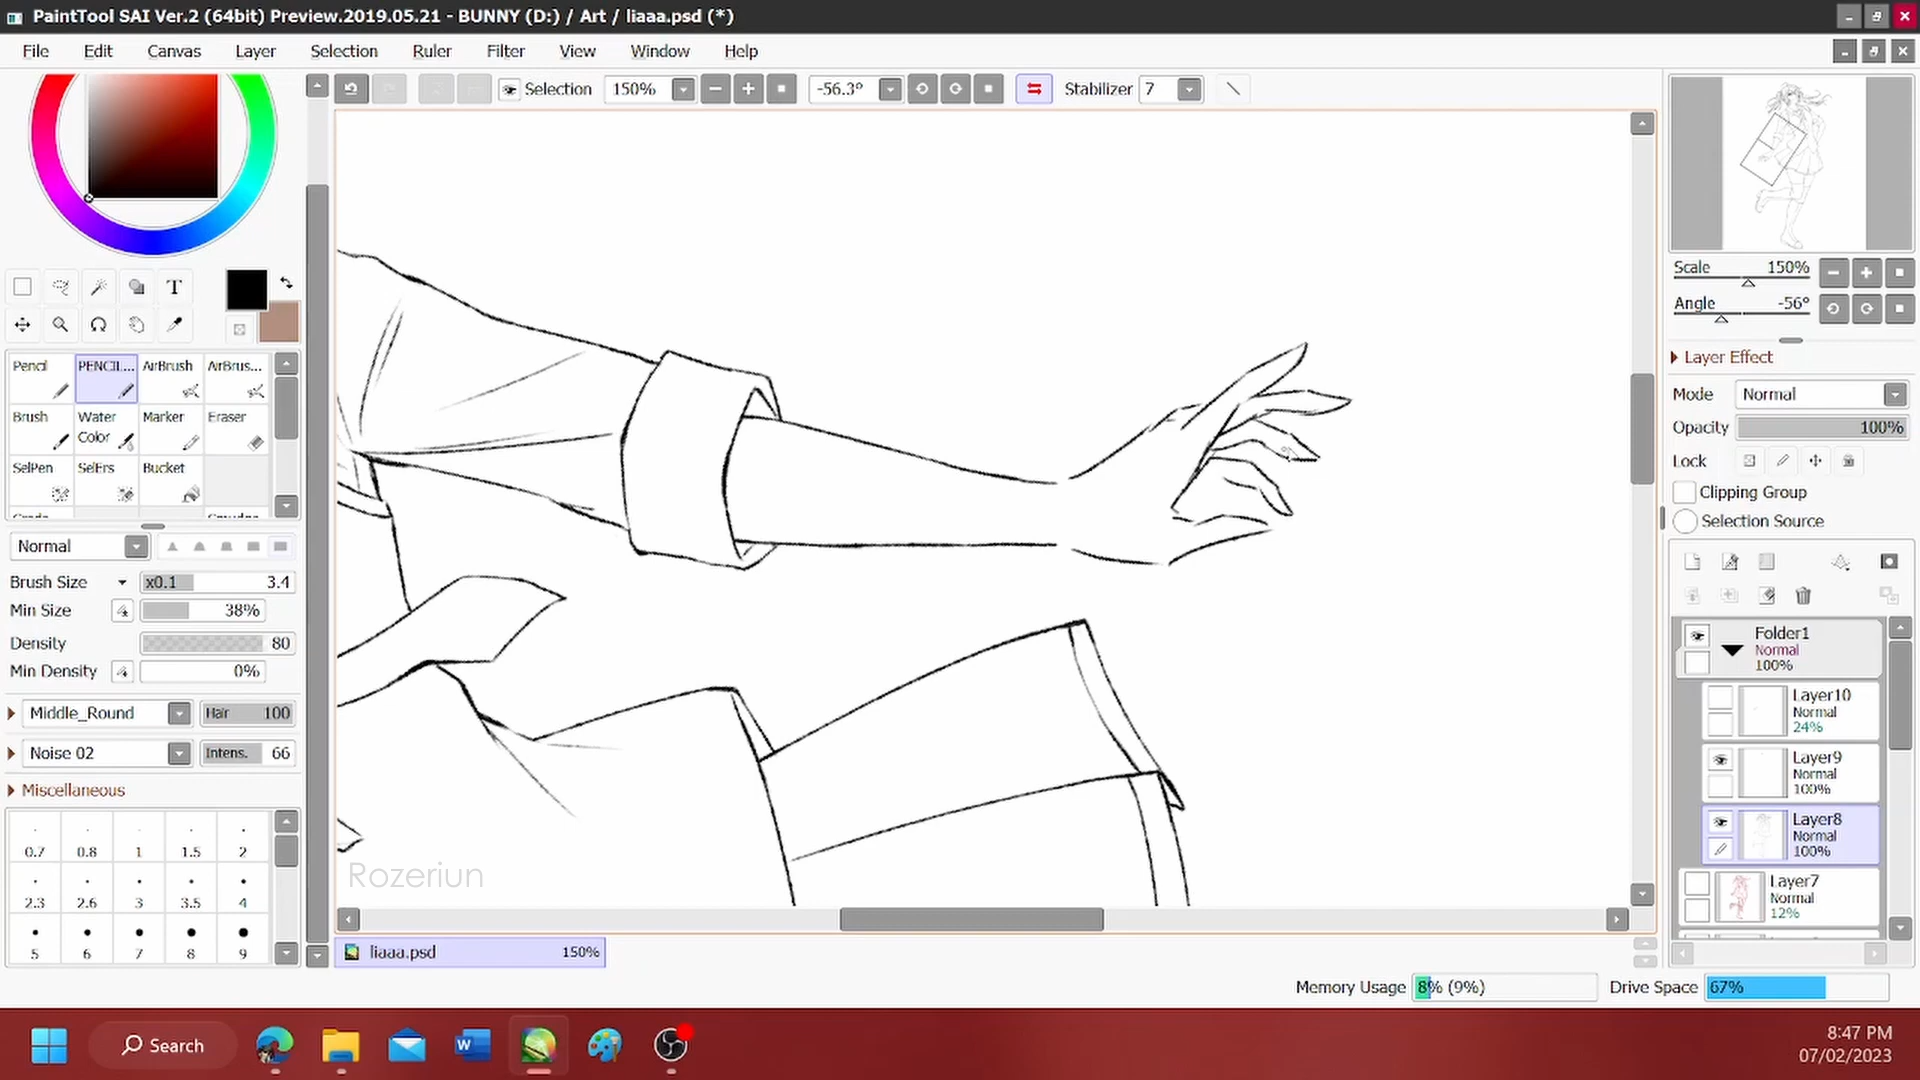 PaintTool SAI Ver.2 (64bit) Preview.2019.05.21 - BUNNY (D:) / Art / liaaa.psd (*)
File Edit Canvas Layer Selection Ruler Filter View Window Help
Selection 150% -56.3° Stabilizer 7
Scale 150%
Angle -56°
Layer Effect
Mode Normal
Opacity 100%
Lock
Clipping Group
Selection Source
Folder1
Normal
100%
Layer10
Normal
24%
Layer9
Normal
100%
Layer8
Normal
100%
Layer7
Normal
12%
T
Pencil PENCIL... AirBrush AirBrus...
Brush Water Color Marker Eraser
SelPen SelErs Bucket
Normal
Brush Size x0.1 3.4
Min Size 38%
Density 80
Min Density 0%
Middle_Round Hair 100
Noise 02 Intens. 66
Miscellaneous
0.7 0.8 1 1.5 2
2.3 2.6 3 3.5 4
5 6 7 8 9
Rozeriun
liaaa.psd 150%
Memory Usage 8% (9%) Drive Space 67%
Search
W
8:47 PM
07/02/2023